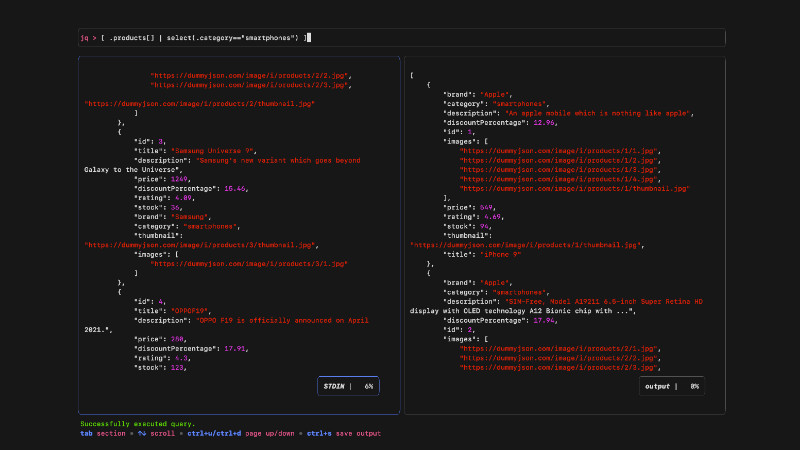 jq > [ .products[] | select(.category=="smartphones") ]
"https://dummyjson.com/image/i/products/2/2.jpg",
"https://dummyjson.com/image/i/products/2/3.jpg",
"https://dummyjson.com/image/i/products/2/thumbnail.jpg"
]
},
{
"id": 3,
"title": "Samsung Universe 9",
"description": "Samsung's new variant which goes beyond
Galaxy to the Universe",
"price": 1249,
"discountPercentage": 15.46,
"rating": 4.09,
"stock": 36,
"brand": "Samsung",
"category": "smartphones",
"thumbnail":
"https://dummyjson.com/image/i/products/3/thumbnail.jpg",
"images": [
"https://dummyjson.com/image/i/products/3/1.jpg"
]
},
{
"id": 4,
"title": "OPPOF19",
"description": "OPPO F19 is officially announced on April
2021.",
"price": 280,
"discountPercentage": 17.91,
"rating": 4.3,
"stock": 123,
STDIN | 6%
[
{
"brand": "Apple",
"category": "smartphones",
"description": "An apple mobile which is nothing like apple",
"discountPercentage": 12.96,
"id": 1,
"images": [
"https://dummyjson.com/image/i/products/1/1.jpg",
"https://dummyjson.com/image/i/products/1/2.jpg",
"https://dummyjson.com/image/i/products/1/3.jpg",
"https://dummyjson.com/image/i/products/1/4.jpg",
"https://dummyjson.com/image/i/products/1/thumbnail.jpg"
],
"price": 549,
"rating": 4.69,
"stock": 94,
"thumbnail":
"https://dummyjson.com/image/i/products/1/thumbnail.jpg",
"title": "iPhone 9"
},
{
"brand": "Apple",
"category": "smartphones",
"description": "SIM-Free, Model A19211 6.5-inch Super Retina HD
display with OLED technology A12 Bionic chip with ...",
"discountPercentage": 17.94,
"id": 2,
"images": [
"https://dummyjson.com/image/i/products/2/1.jpg",
"https://dummyjson.com/image/i/products/2/2.jpg",
"https://dummyjson.com/image/i/products/2/3.jpg",
output | 0%
Successfully executed query.
tab section • ↑↓ scroll • ctrl+u/ctrl+d page up/down • ctrl+s save output